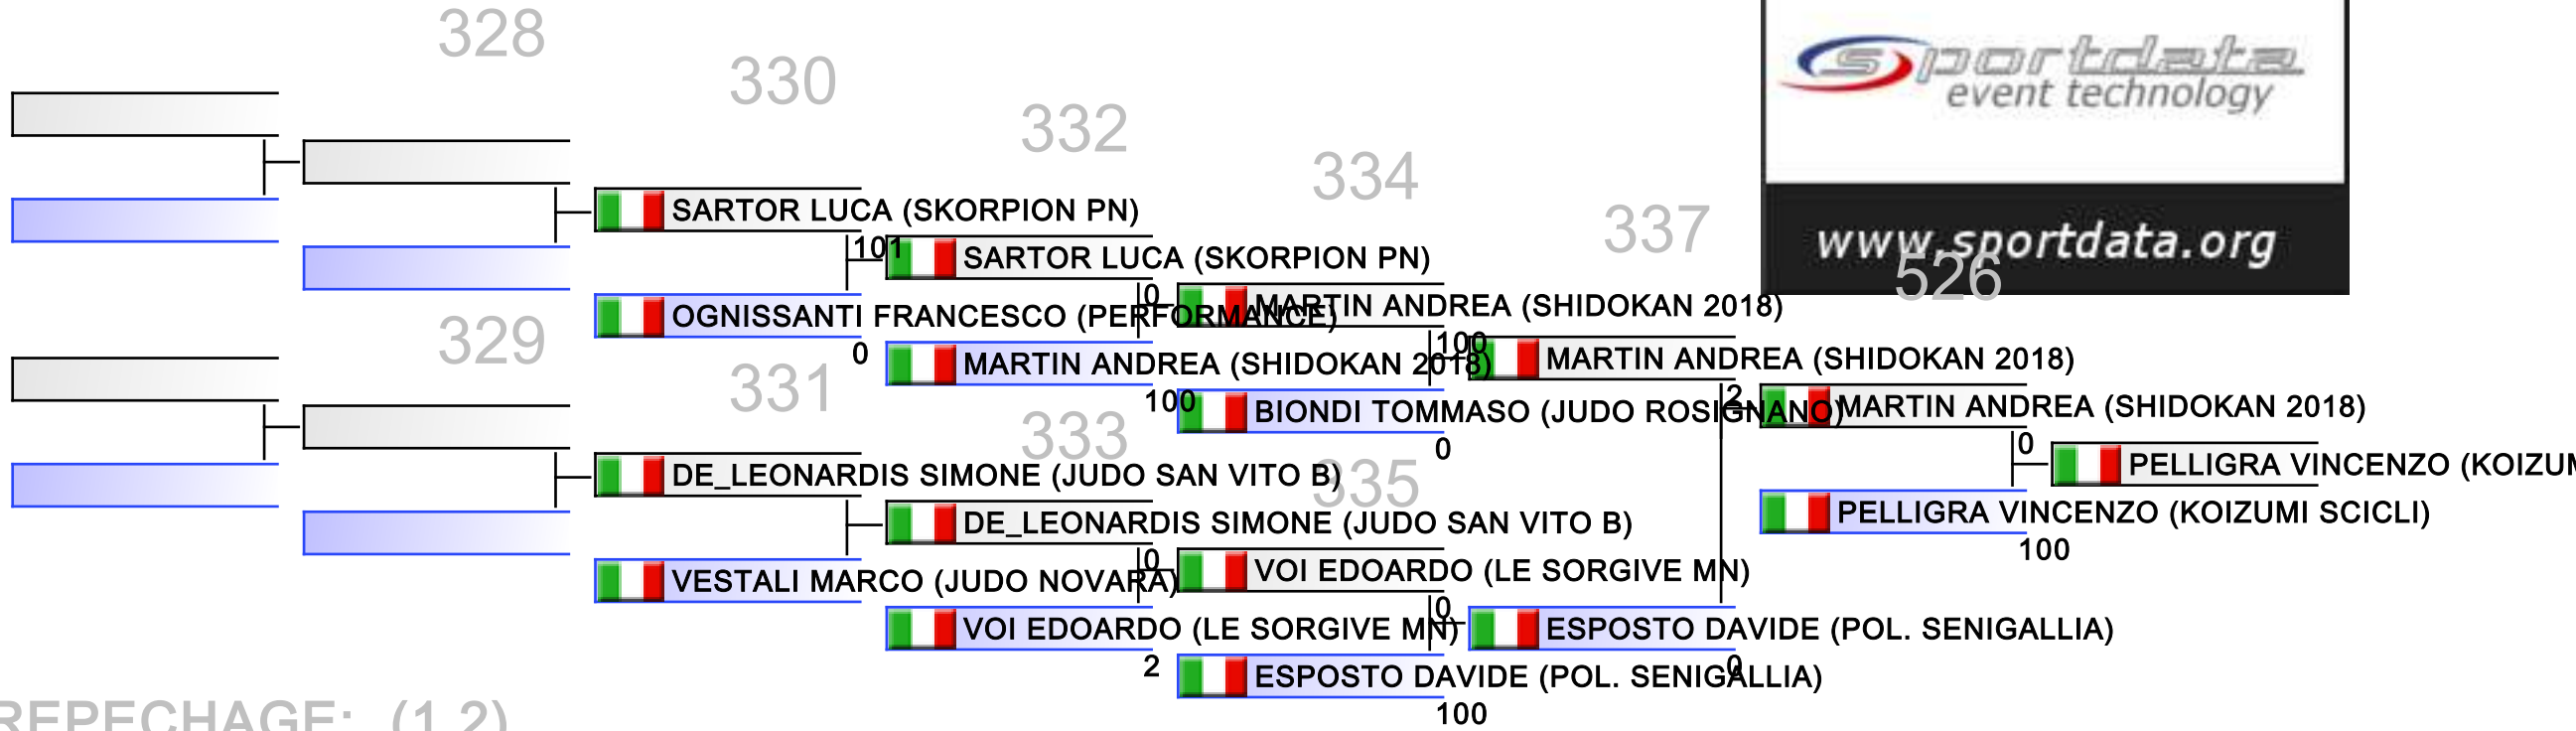 328
330
332
334
337
sportdata
event technology
www.sportdata.org
526
SARTOR LUCA (SKORPION PN)
101
SARTOR LUCA (SKORPION PN)
0
MARTIN ANDREA (SHIDOKAN 2018)
OGNISSANTI FRANCESCO (PERFORMANCE)
0
100
MARTIN ANDREA (SHIDOKAN 2018)
MARTIN ANDREA (SHIDOKAN 2018)
100
BIONDI TOMMASO (JUDO ROSIGNANO)
0
2
MARTIN ANDREA (SHIDOKAN 2018)
0
PELLIGRA VINCENZO (KOIZUM
PELLIGRA VINCENZO (KOIZUMI SCICLI)
100
329
331
333
335
DE_LEONARDIS SIMONE (JUDO SAN VITO B)
DE_LEONARDIS SIMONE (JUDO SAN VITO B)
0
VOI EDOARDO (LE SORGIVE MN)
VESTALI MARCO (JUDO NOVARA)
0
VOI EDOARDO (LE SORGIVE MN)
2
ESPOSTO DAVIDE (POL. SENIGALLIA)
0
ESPOSTO DAVIDE (POL. SENIGALLIA)
100
REPECHAGE: (1,2)